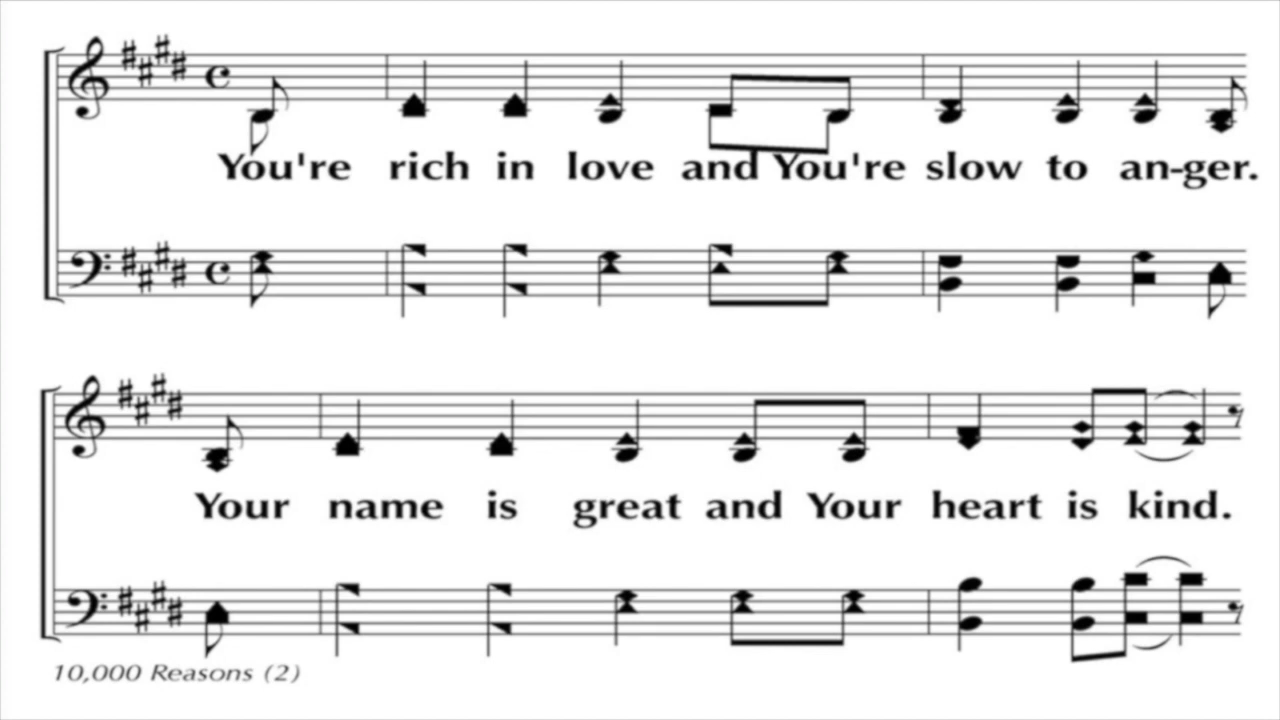 You're rich in love and You're slow to an-ger.
Your name is great and Your heart is kind.
10,000 Reasons (2)